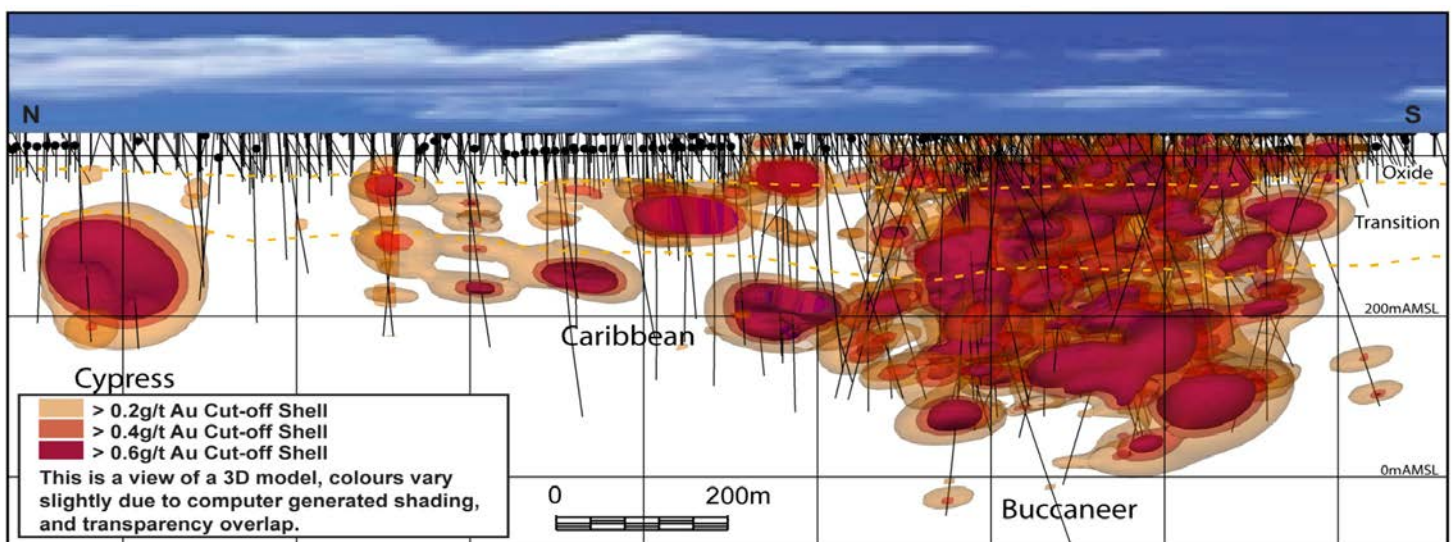 N
S
Oxide
Transition
200mAMSL
Caribbean
Cypress
> 0.2g/t Au Cut-off Shell
> 0.4g/t Au Cut-off Shell
> 0.6g/t Au Cut-off Shell
This is a view of a 3D model, colours vary
slightly due to computer generated shading,
and transparency overlap.
0mAMSL
0 200m
Buccaneer